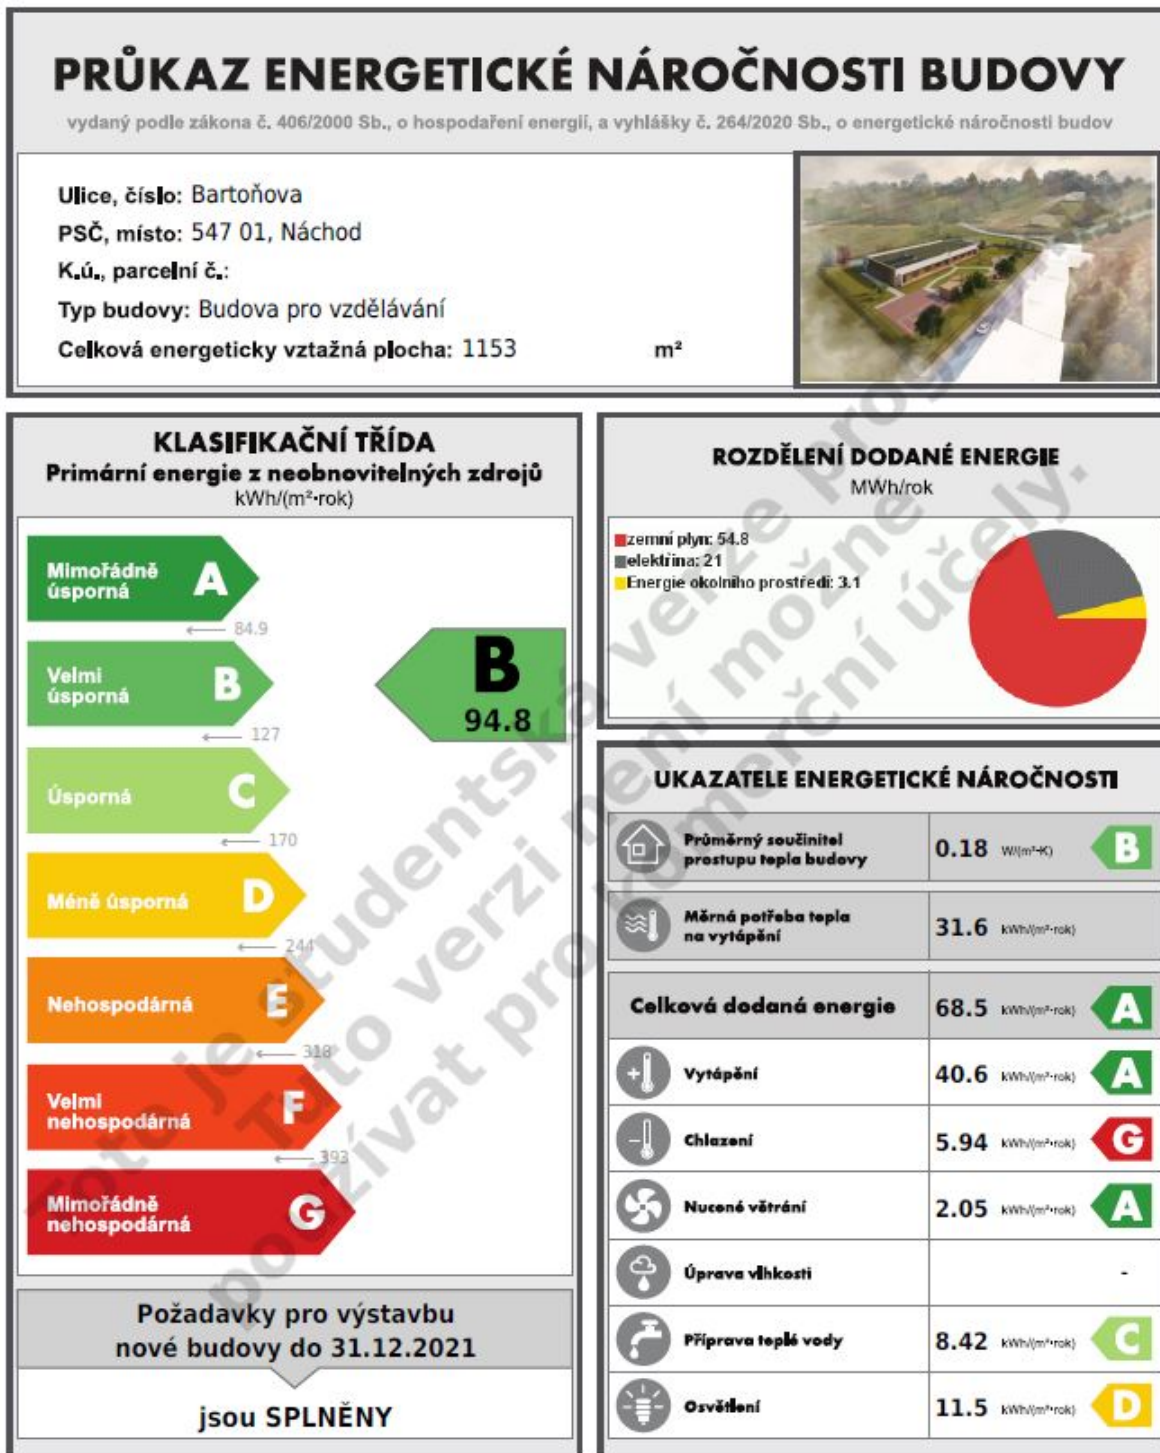 PRŮKAZ ENERGETICKÉ NÁROČNOSTI BUDOVY
vydaný podle zákona č. 406/2000 Sb., o hospodaření energií, a vyhlášky č. 264/2020 Sb., o energetické náročnosti budov
Ulice, číslo: Bartoňova
PSČ, místo: 547 01, Náchod
K.ú., parcelní č.:
Typ budovy: Budova pro vzdělávání
Celková energeticky vztažná plocha: 1153 m²
KLASIFIKAČNÍ TŘÍDA
Primární energie z neobnovitelných zdrojů
kWh/(m²·rok)
Mimořádně
úsporná
A
84.9
Velmi
úsporná
B
127
B
94.8
Úsporná
C
170
Méně úsporná
D
244
Nehospodárná
E
318
Velmi
nehospodárná
F
393
Mimořádně
nehospodárná
G
Požadavky pro výstavbu
nové budovy do 31.12.2021
jsou SPLNĚNY
ROZDĚLENÍ DODANÉ ENERGIE
MWh/rok
zemní plyn: 54.8
elektřina: 21
Energie okolního prostředí: 3.1
UKAZATELE ENERGETICKÉ NÁROČNOSTI
Průměrný součinitel
prostupu tepla budovy
0.18 W/(m²·K) B
Měrná potřeba tepla
na vytápění
31.6 kWh/(m²·rok)
Celková dodaná energie 68.5 kWh/(m²·rok) A
Vytápění 40.6 kWh/(m²·rok) A
Chlazení 5.94 kWh/(m²·rok) G
Nucené větrání 2.05 kWh/(m²·rok) A
Úprava vlhkosti -
Příprava teplé vody 8.42 kWh/(m²·rok) C
Osvětlení 11.5 kWh/(m²·rok) D
Toto je studentská verze
Tuto verzi není možné
používat pro komerční účely.